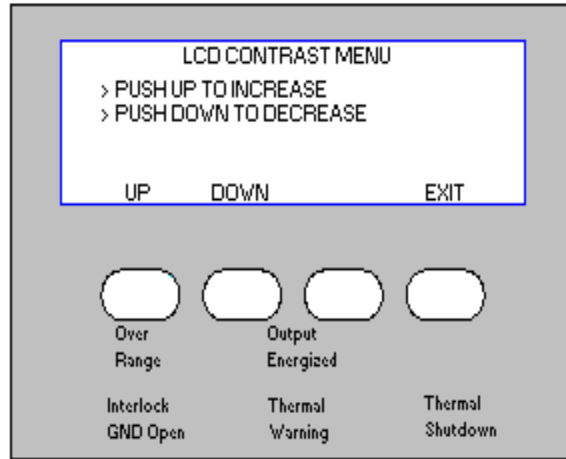 LCD CONTRAST MENU
> PUSH UP TO INCREASE
> PUSH DOWN TO DECREASE
UP DOWN EXIT
Over Output
Range Energized
Interlock Thermal Thermal
GND Open Warning Shutdown